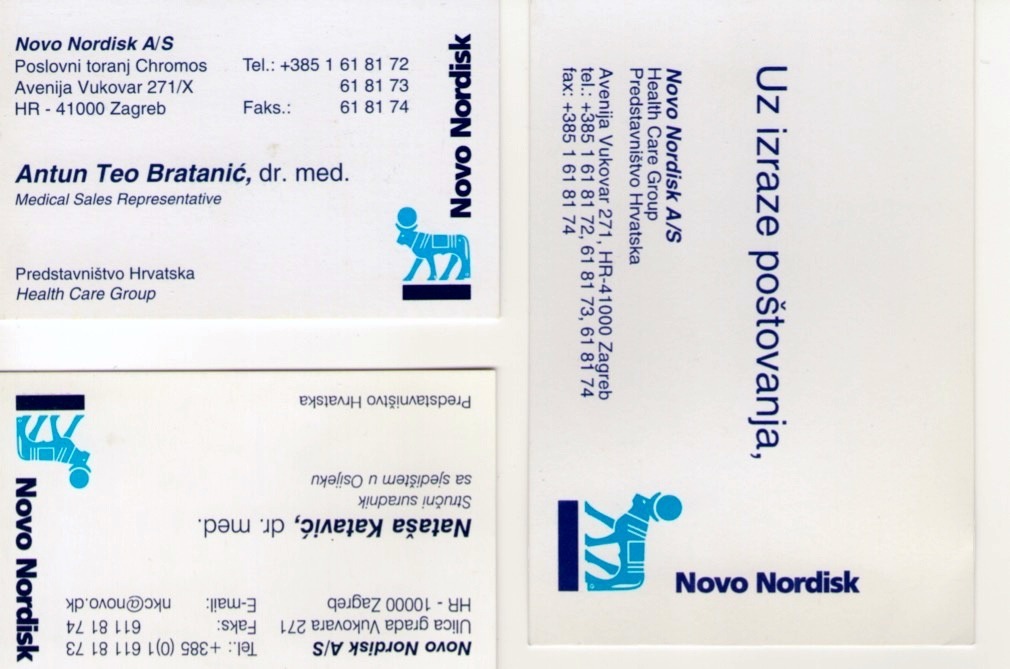 Novo Nordisk A/S
Poslovni toranj Chromos Tel.: +385 1 61 81 72
Avenija Vukovar 271/X 61 81 73
HR - 41000 Zagreb Faks.: 61 81 74
Antun Teo Bratanić, dr. med.
Medical Sales Representative
Predstavništvo Hrvatska
Health Care Group
Novo Nordisk
Uz izraze poštovanja,
Novo Nordisk A/S
Health Care Group
Predstavništvo Hrvatska
Avenija Vukovar 271, HR-41000 Zagreb
tel.: +385 1 61 81 72, 61 81 73, 61 81 74
fax: +385 1 61 81 74
Novo Nordisk
Novo Nordisk A/S Tel.: +385 (0)1 611 81 73
Ulica grada Vukovara 271 Faks: 611 81 74
HR - 10000 Zagreb E-mail: nkc@novo.dk
Nataša Katavić, dr. med.
Stručni suradnik
sa sjedištem u Osijeku
Predstavništvo Hrvatska
Novo Nordisk